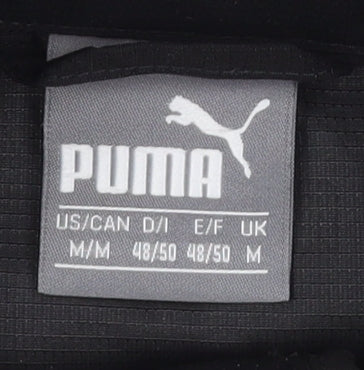 PUMA
US/CAN D/I E/F UK
M/M 48/50 48/50 M